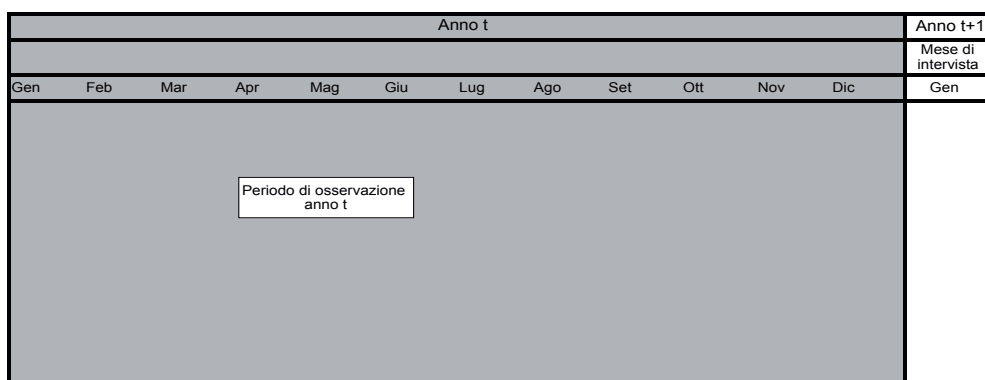 Anno t Anno t+1
Mese di
intervista
Gen Feb Mar Apr Mag Giu Lug Ago Set Ott Nov Dic Gen
Periodo di osservazione
anno t